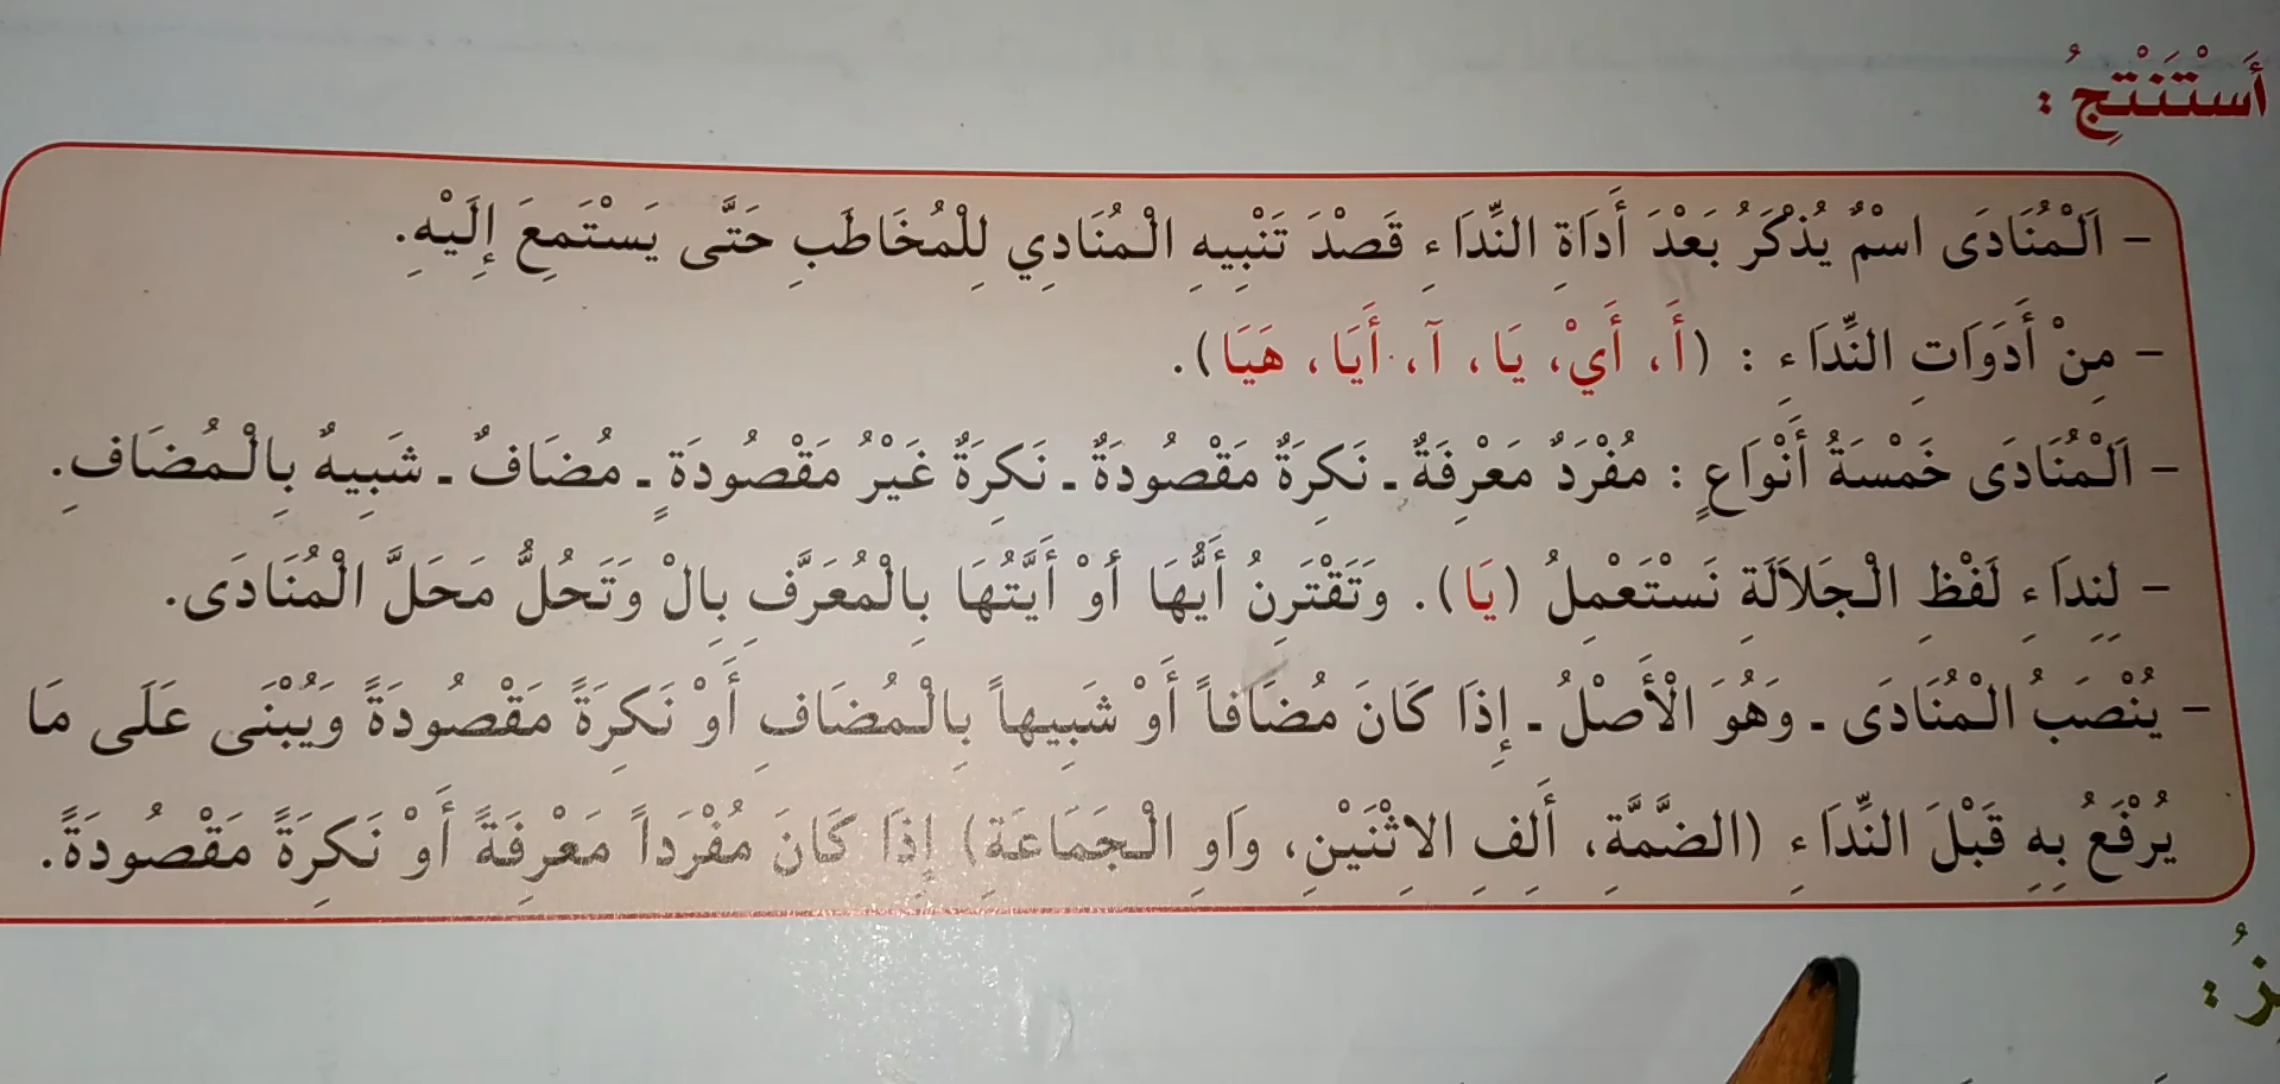 أَسْتَنْتِجُ :
– اَلْمُنَادَى اسْمٌ يُذْكَرُ بَعْدَ أَدَاةِ النِّدَاءِ قَصْدَ تَنْبِيهِ الْمُنَادِي لِلْمُخَاطَبِ حَتَّى يَسْتَمِعَ إِلَيْهِ.
– مِنْ أَدَوَاتِ النِّدَاءِ : (أَ، أَيْ، يَا، آ، أَيَا، هَيَا).
– اَلْمُنَادَى خَمْسَةُ أَنْوَاعٍ : مُفْرَدٌ مَعْرِفَةٌ - نَكِرَةٌ مَقْصُودَةٌ - نَكِرَةٌ غَيْرُ مَقْصُودَةٍ - مُضَافٌ - شَبِيهٌ بِالْمُضَافِ.
– لِنِدَاءِ لَفْظِ الْجَلاَلَةِ نَسْتَعْمِلُ (يَا). وَتَقْتَرِنُ أَيُّهَا أَوْ أَيَّتُهَا بِالْمُعَرَّفِ بِالْ وَتَحُلُّ مَحَلَّ الْمُنَادَى.
– يُنْصَبُ الْمُنَادَى - وَهُوَ الْأَصْلُ - إِذَا كَانَ مُضَافاً أَوْ شَبِيهاً بِالْمُضَافِ أَوْ نَكِرَةً مَقْصُودَةً وَيُبْنَى عَلَى مَا
يُرْفَعُ بِهِ قَبْلَ النِّدَاءِ (الضَّمَّةِ، أَلِفِ الاِثْنَيْنِ، وَاوِ الْجَمَاعَةِ) إِذَا كَانَ مُفْرَداً مَعْرِفَةً أَوْ نَكِرَةً مَقْصُودَةً.